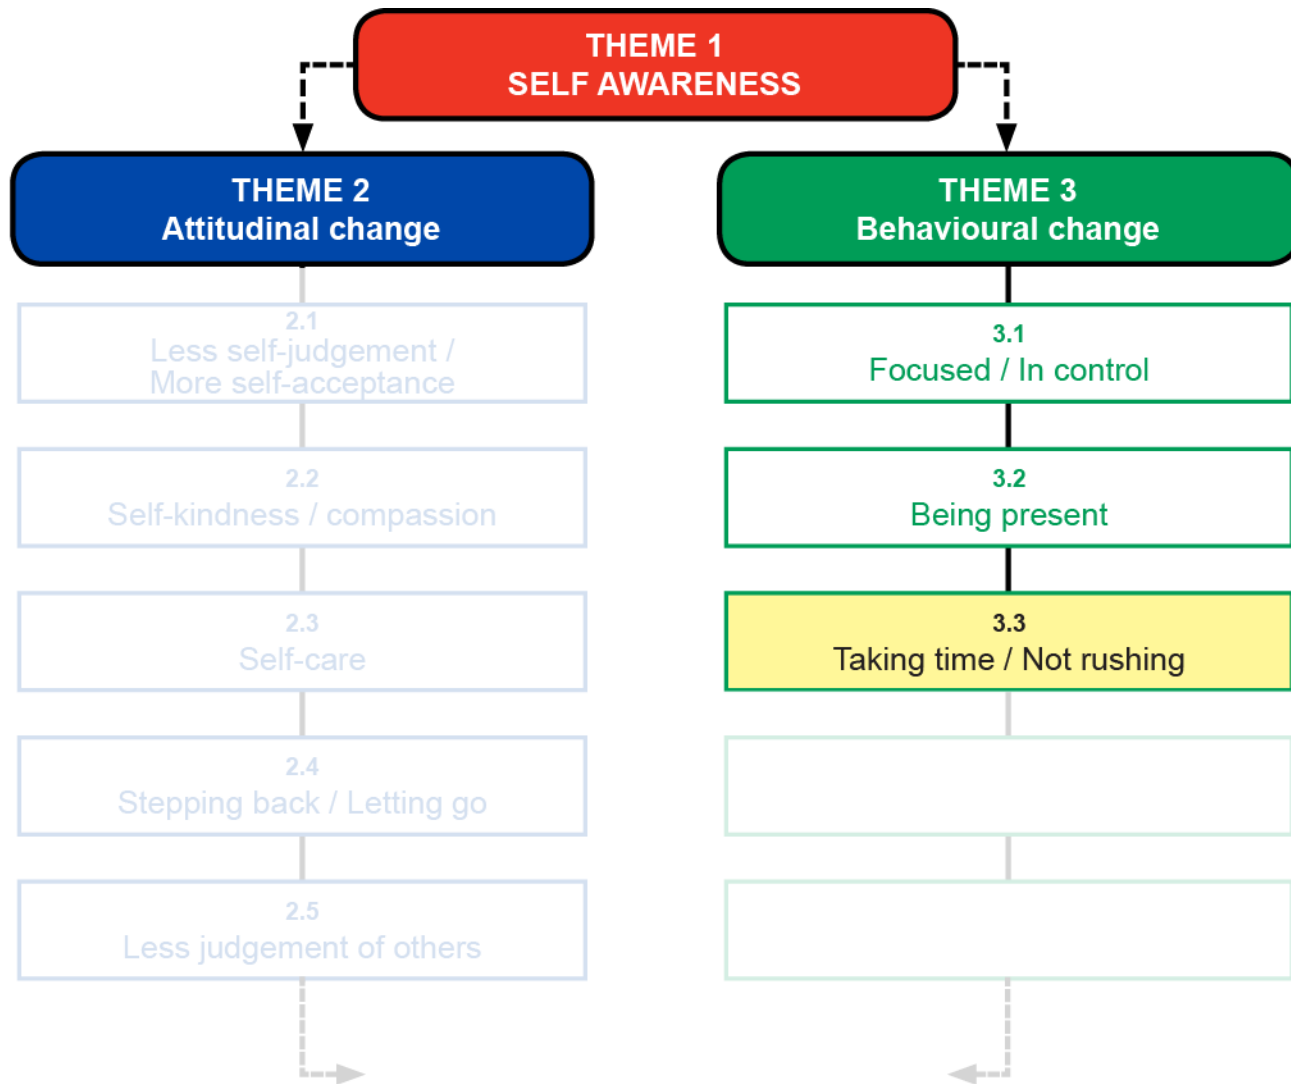 THEME 1
SELF AWARENESS
THEME 2
Attitudinal change
2.1
Less self-judgement /
More self-acceptance
2.2
Self-kindness / compassion
2.3
Self-care
2.4
Stepping back / Letting go
2.5
Less judgement of others
THEME 3
Behavioural change
3.1
Focused / In control
3.2
Being present
3.3
Taking time / Not rushing